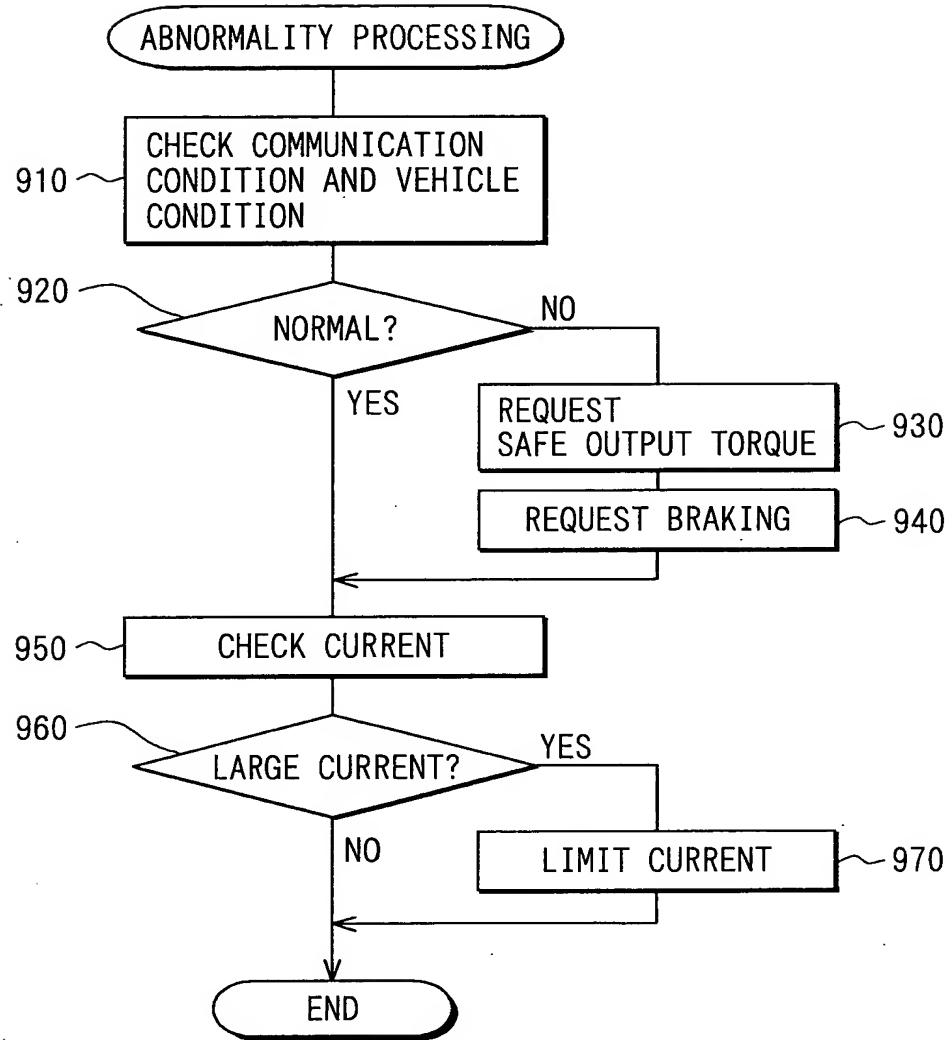 ABNORMALITY PROCESSING
CHECK COMMUNICATION
CONDITION AND VEHICLE
CONDITION
910
920
NORMAL?
NO
YES
REQUEST
SAFE OUTPUT TORQUE
930
REQUEST BRAKING
940
950
CHECK CURRENT
960
LARGE CURRENT?
YES
NO
LIMIT CURRENT
970
END